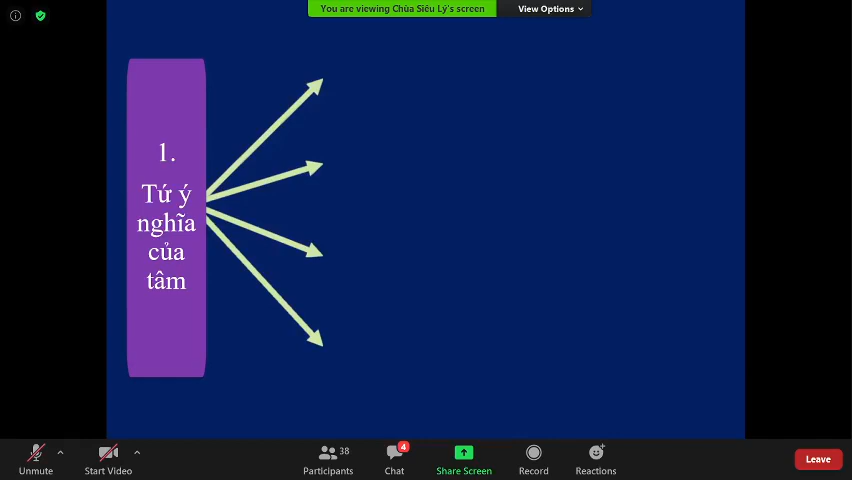 You are viewing Chùa Siêu Lý's screen
View Options
1.
Tứ ý
nghĩa
của
tâm
38
4
Unmute
Start Video
Participants
Chat
Share Screen
Record
Reactions
Leave